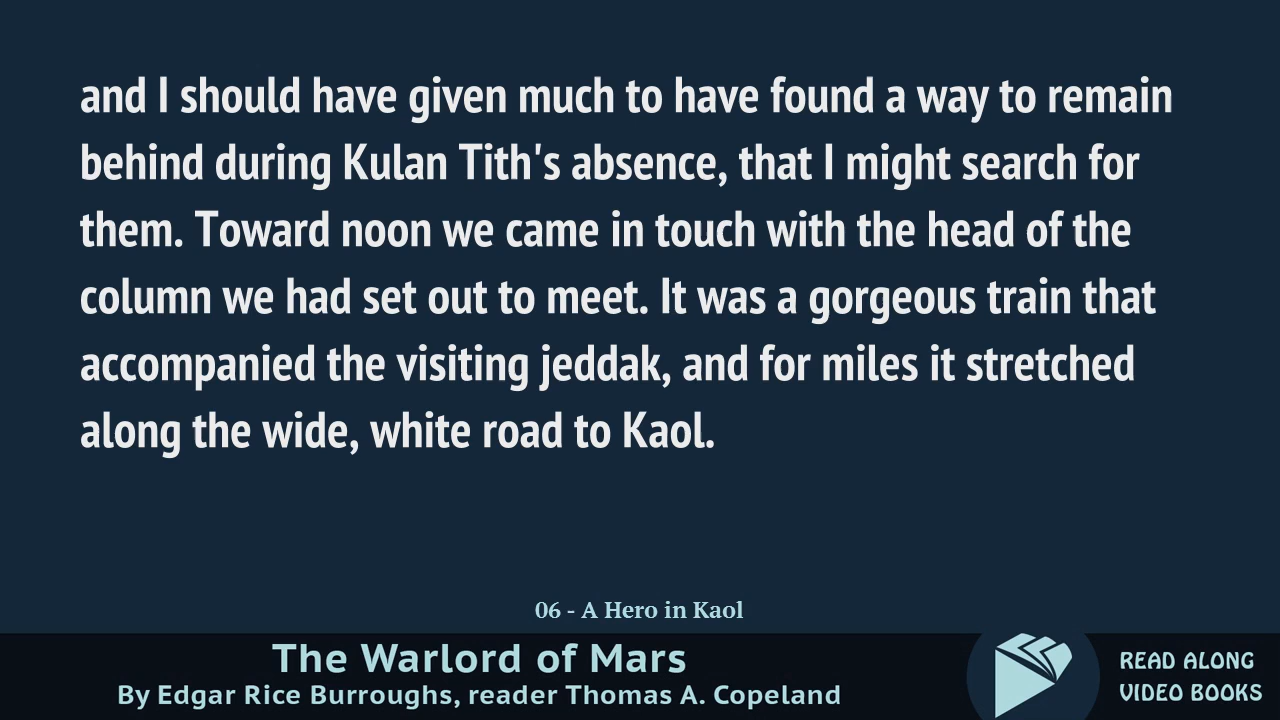 and I should have given much to have found a way to remain
behind during Kulan Tith's absence, that I might search for
them. Toward noon we came in touch with the head of the
column we had set out to meet. It was a gorgeous train that
accompanied the visiting jeddak, and for miles it stretched
along the wide, white road to Kaol.
06 - A Hero in Kaol
The Warlord of Mars
By Edgar Rice Burroughs, reader Thomas A. Copeland
READ ALONG
VIDEO BOOKS